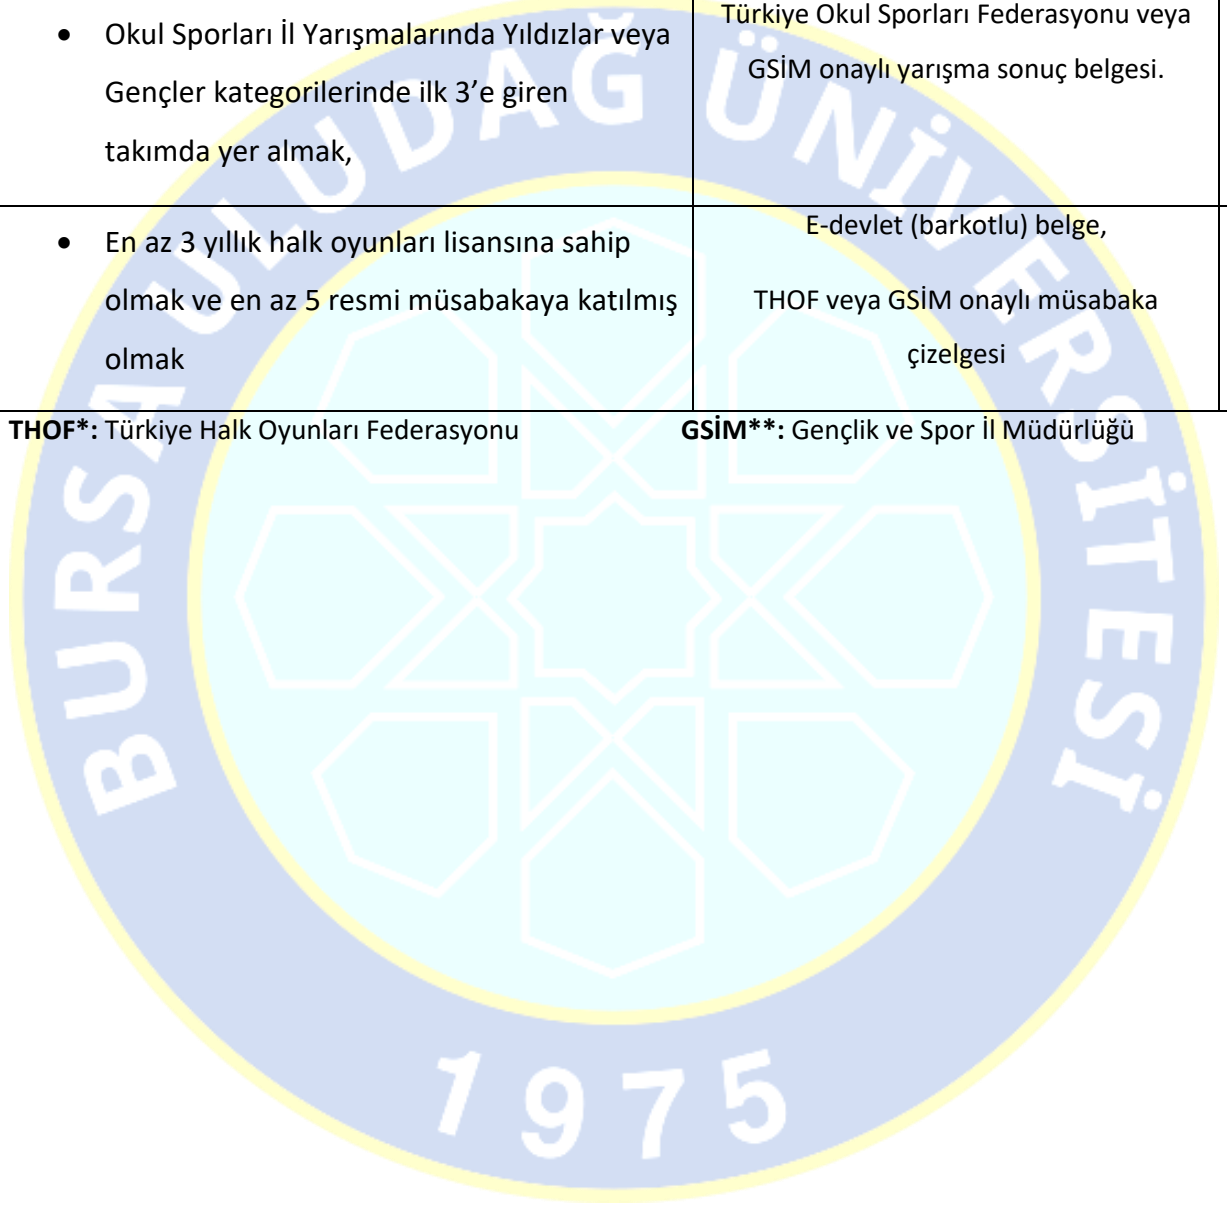 Okul Sporları İl Yarışmalarında Yıldızlar veya
Gençler kategorilerinde ilk 3’e giren
takımda yer almak,
Türkiye Okul Sporları Federasyonu veya
GSİM onaylı yarışma sonuç belgesi.
En az 3 yıllık halk oyunları lisansına sahip
olmak ve en az 5 resmi müsabakaya katılmış
olmak
E-devlet (barkotlu) belge,
THOF veya GSİM onaylı müsabaka
çizelgesi
THOF*: Türkiye Halk Oyunları Federasyonu
GSİM**: Gençlik ve Spor İl Müdürlüğü
BURSA ULUDAĞ ÜNİVERSİTESİ
1975